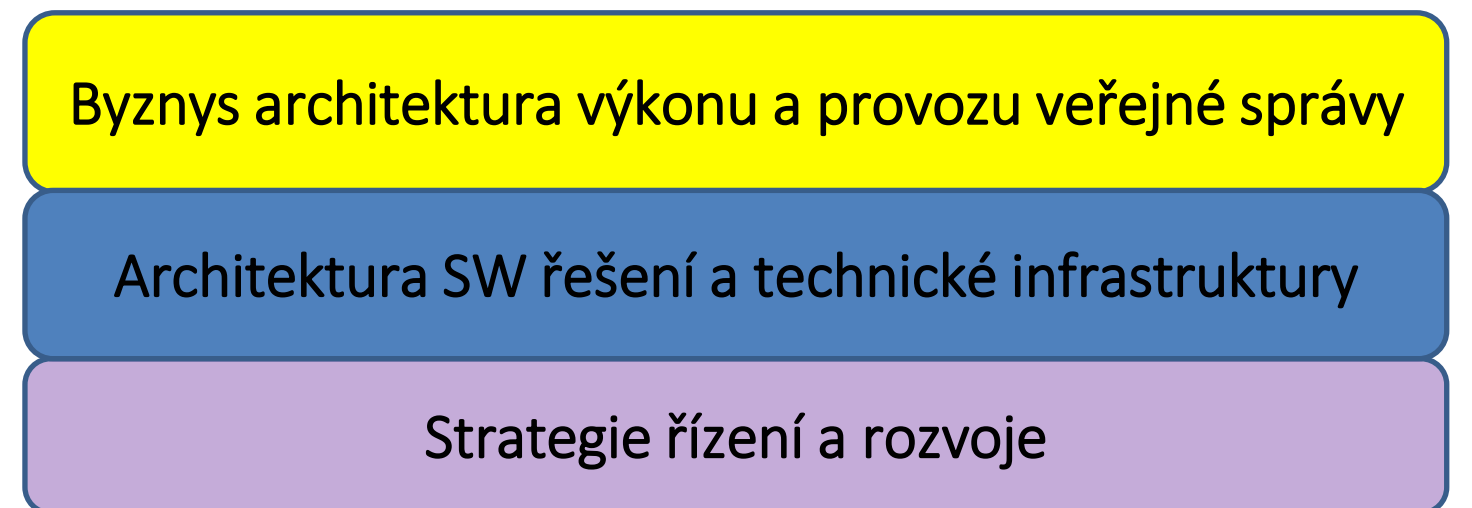 Byznys architektura výkonu a provozu veřejné správy
Architektura SW řešení a technické infrastruktury
Strategie řízení a rozvoje